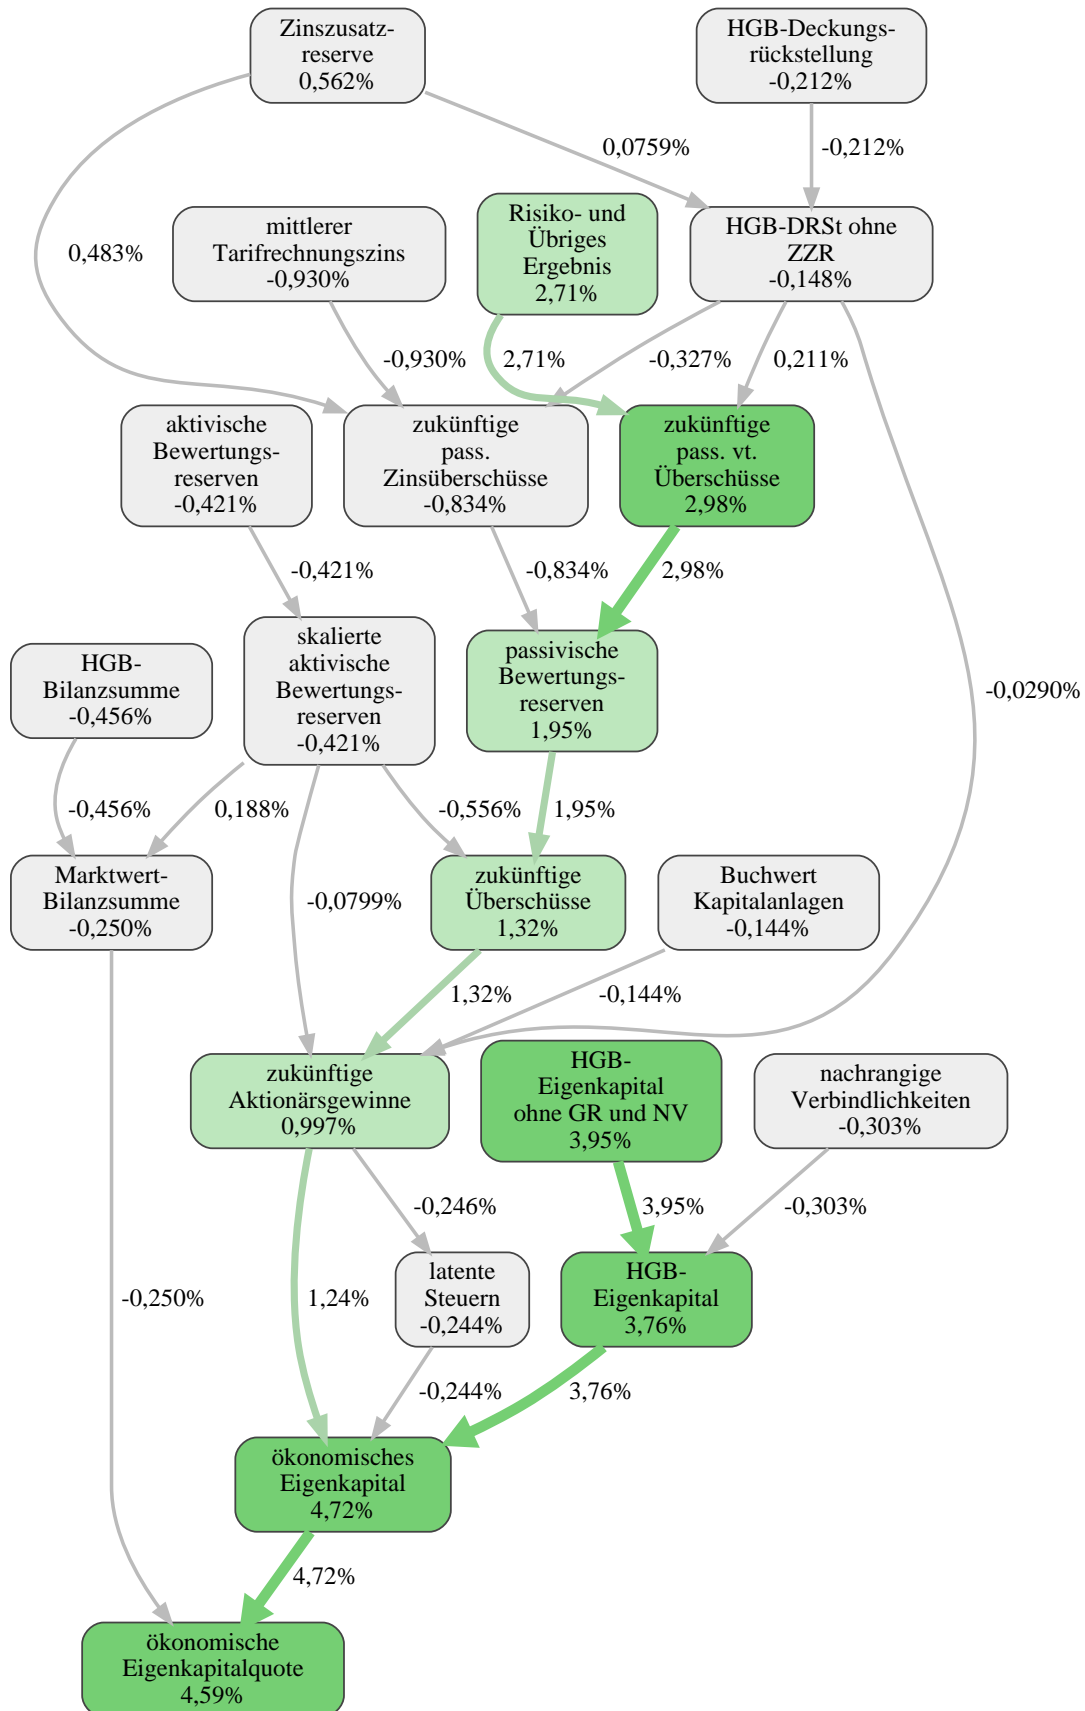 Zinszusatz-
reserve
0,562%
HGB-Deckungs-
rückstellung
-0,212%
0,0759%
-0,212%
mittlerer
Tarifrechnungszins
-0,930%
Risiko- und
Übriges
Ergebnis
2,71%
HGB-DRSt ohne
ZZR
-0,148%
0,483%
-0,930%
2,71%
-0,327%
0,211%
aktivische
Bewertungs-
reserven
-0,421%
zukünftige
pass.
Zinsüberschüsse
-0,834%
zukünftige
pass. vt.
Überschüsse
2,98%
-0,421%
-0,834%
2,98%
HGB-
Bilanzsumme
-0,456%
skalierte
aktivische
Bewertungs-
reserven
-0,421%
passivische
Bewertungs-
reserven
1,95%
-0,0290%
-0,456%
0,188%
-0,556%
1,95%
Marktwert-
Bilanzsumme
-0,250%
-0,0799%
zukünftige
Überschüsse
1,32%
Buchwert
Kapitalanlagen
-0,144%
1,32%
-0,144%
zukünftige
Aktionärsgewinne
0,997%
HGB-
Eigenkapital
ohne GR und NV
3,95%
nachrangige
Verbindlichkeiten
-0,303%
-0,246%
3,95%
-0,303%
-0,250%
1,24%
latente
Steuern
-0,244%
HGB-
Eigenkapital
3,76%
-0,244%
3,76%
ökonomisches
Eigenkapital
4,72%
4,72%
ökonomische
Eigenkapitalquote
4,59%